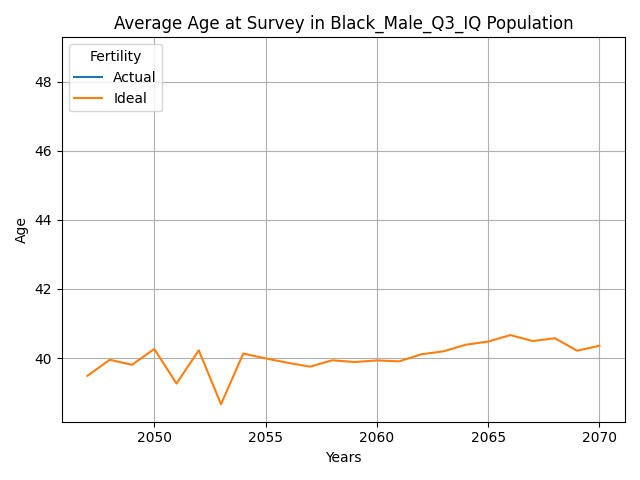 Average Age at Survey in Black_Male_Q3_IQ Population
Fertility
Actual
Ideal
48
46
44
42
40
Age
2050
2055
2060
2065
2070
Years